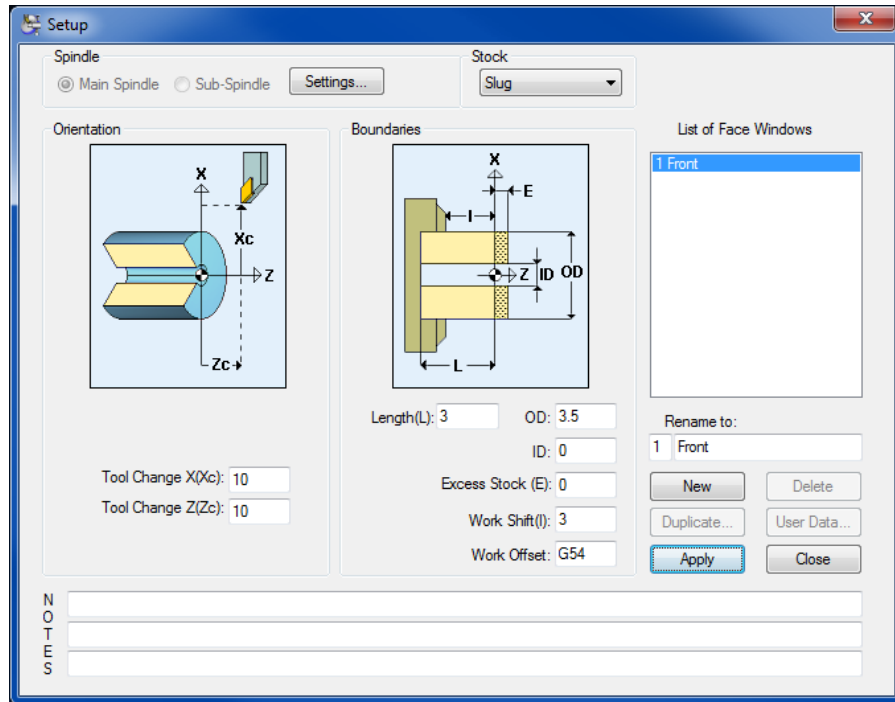 Setup
Spindle
Main Spindle Sub-Spindle Settings...
Stock
Slug
Orientation
X
Xc
Z
Zc
Tool Change X(Xc): 10
Tool Change Z(Zc): 10
Boundaries
X
E
I
Z ID OD
L
Length(L): 3 OD: 3.5
ID: 0
Excess Stock (E): 0
Work Shift(I): 3
Work Offset: G54
List of Face Windows
1 Front
Rename to:
1 Front
New Delete
Duplicate... User Data...
Apply Close
NOTES